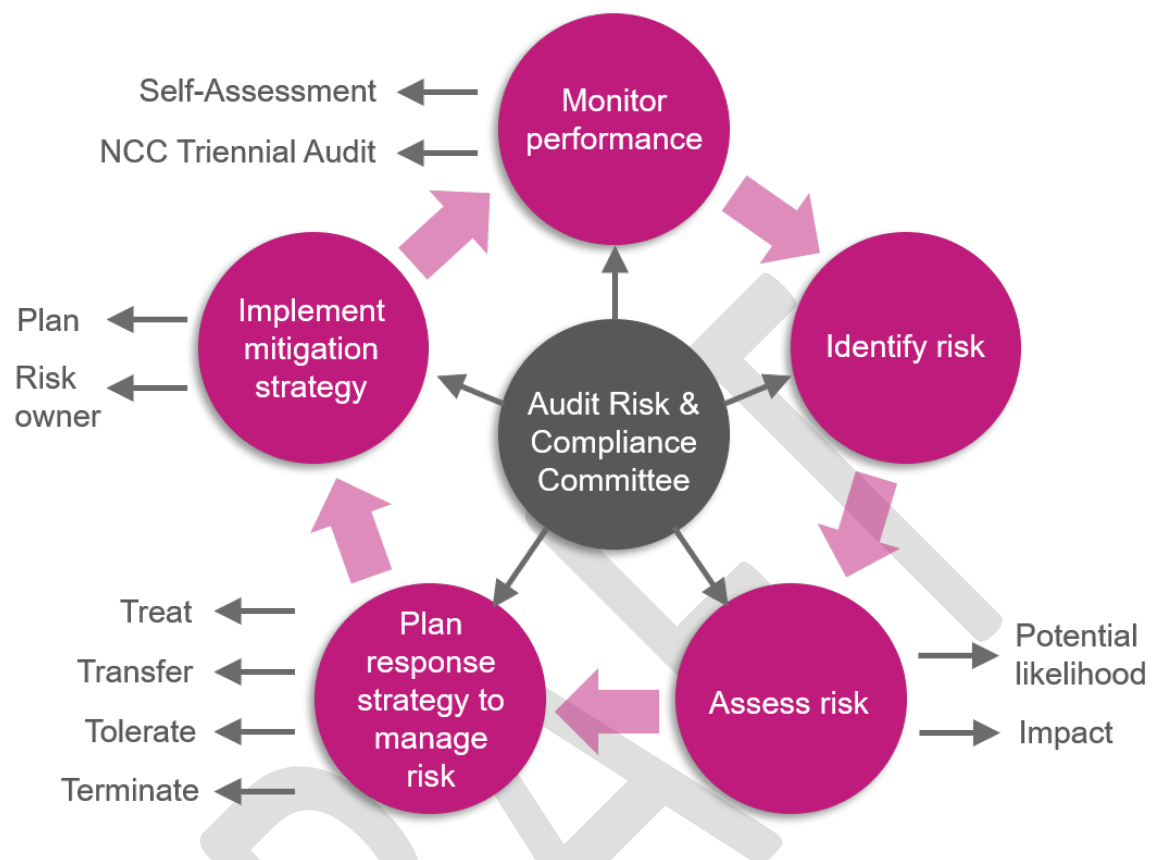 Self-Assessment
NCC Triennial Audit
Monitor
performance
Identify risk
Plan
Risk
owner
Implement
mitigation
strategy
Audit Risk &
Compliance
Committee
Treat
Transfer
Tolerate
Terminate
Plan
response
strategy to
manage
risk
Assess risk
Potential
likelihood
Impact
DRAFT